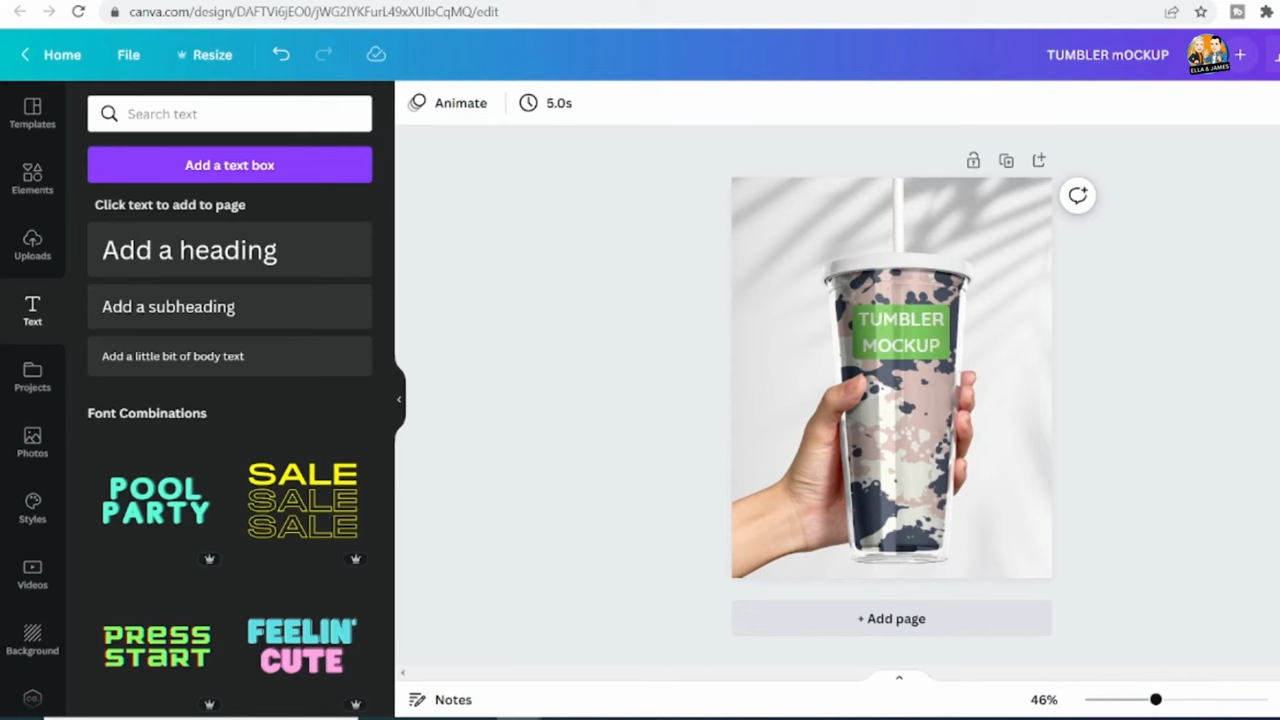 canva.com/design/DAFTVi6jEO0/jWG2IYKFurL49xXUIbCqMQ/edit
Home
File
Resize
TUMBLER mOCKUP
ELLA & JAMES
Templates
Elements
Uploads
Text
Projects
Photos
Styles
Videos
Background
co.
Search text
Add a text box
Click text to add to page
Add a heading
Add a subheading
Add a little bit of body text
Font Combinations
POOL
PARTY
SALE
SALE
SALE
PRESS
START
FEELIN'
CUTE
Animate
5.0s
TUMBLER
MOCKUP
+ Add page
Notes
46%